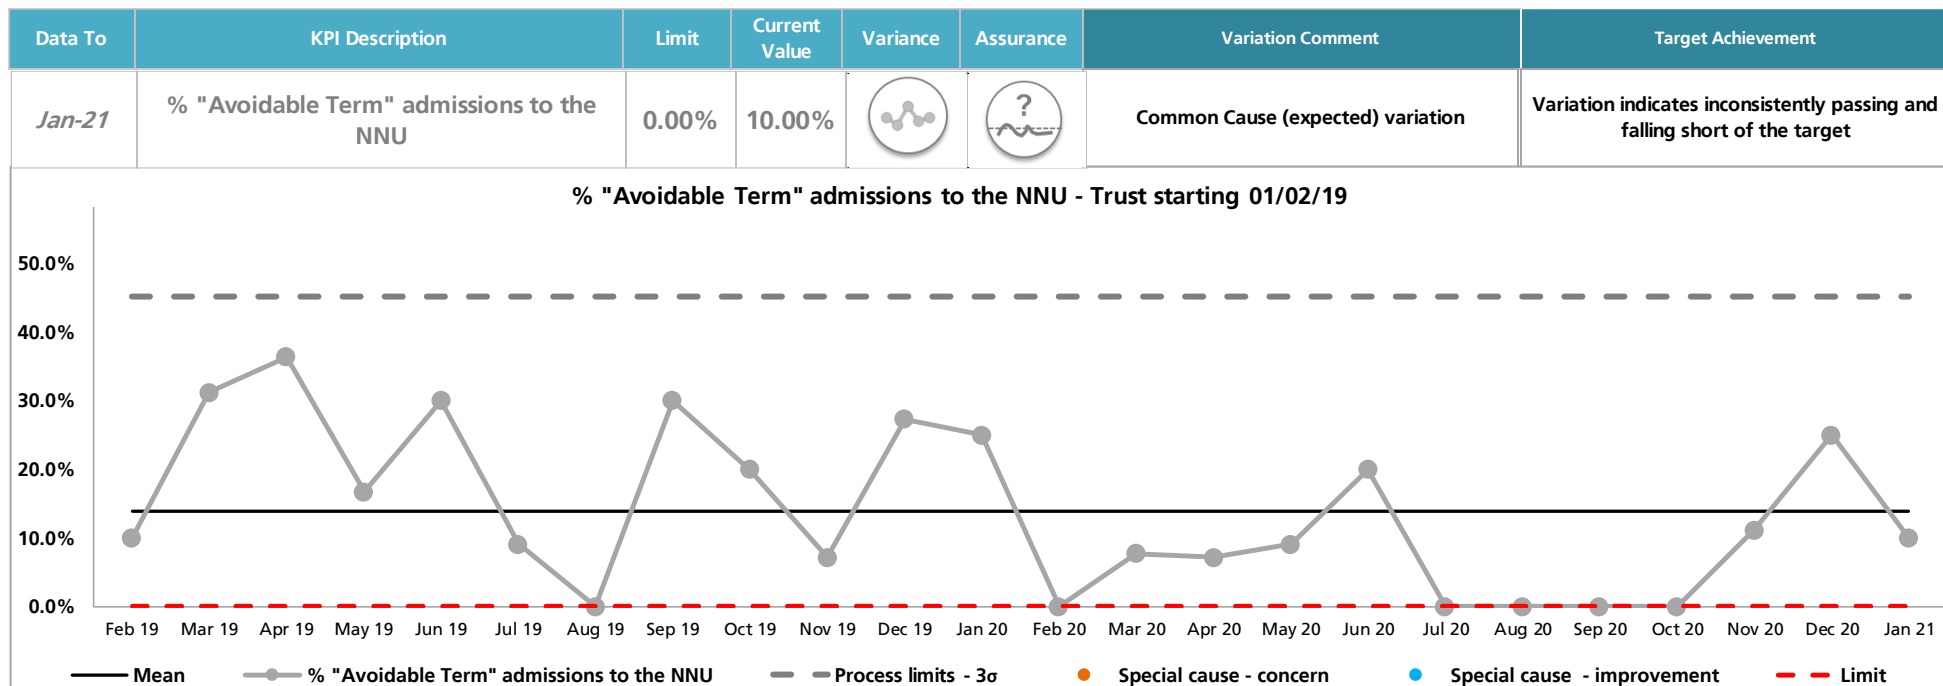 Data To KPI Description Limit Current Value Variance Assurance Variation Comment Target Achievement
Jan-21 % "Avoidable Term" admissions to the NNU 0.00% 10.00% ? Common Cause (expected) variation Variation indicates inconsistently passing and falling short of the target
% "Avoidable Term" admissions to the NNU - Trust starting 01/02/19
50.0%
40.0%
30.0%
20.0%
10.0%
0.0%
Feb 19 Mar 19 Apr 19 May 19 Jun 19 Jul 19 Aug 19 Sep 19 Oct 19 Nov 19 Dec 19 Jan 20 Feb 20 Mar 20 Apr 20 May 20 Jun 20 Jul 20 Aug 20 Sep 20 Oct 20 Nov 20 Dec 20 Jan 21
Mean % "Avoidable Term" admissions to the NNU Process limits - 3σ Special cause - concern Special cause - improvement Limit